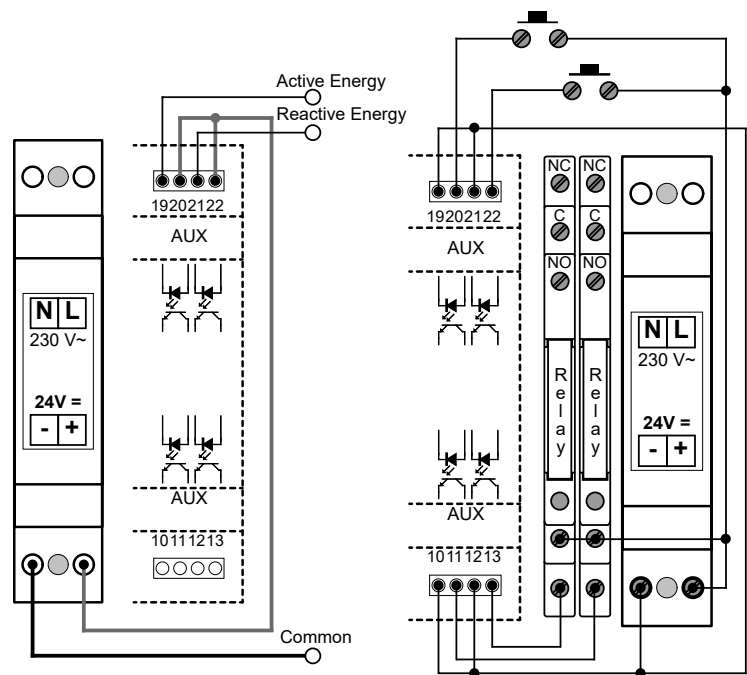 Active Energy
Reactive Energy
19202122
AUX
N L
230 V~
24V =
- +
AUX
10111213
Common
19202122
AUX
AUX
10111213
NC NC
C C
NO NO
Relay Relay
N L
230 V~
24V =
- +